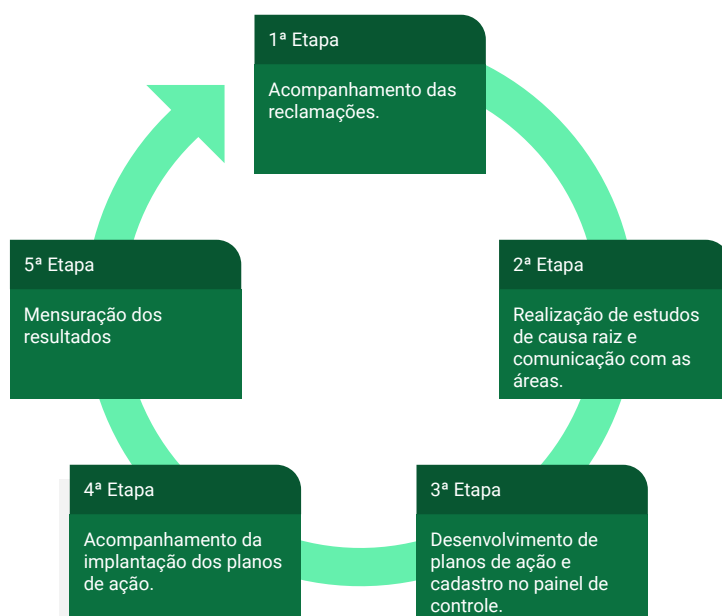 1ª Etapa
Acompanhamento das
reclamações.
2ª Etapa
Realização de estudos
de causa raiz e
comunicação com as
áreas.
3ª Etapa
Desenvolvimento de
planos de ação e
cadastro no painel de
controle.
4ª Etapa
Acompanhamento da
implantação dos planos
de ação.
5ª Etapa
Mensuração dos
resultados